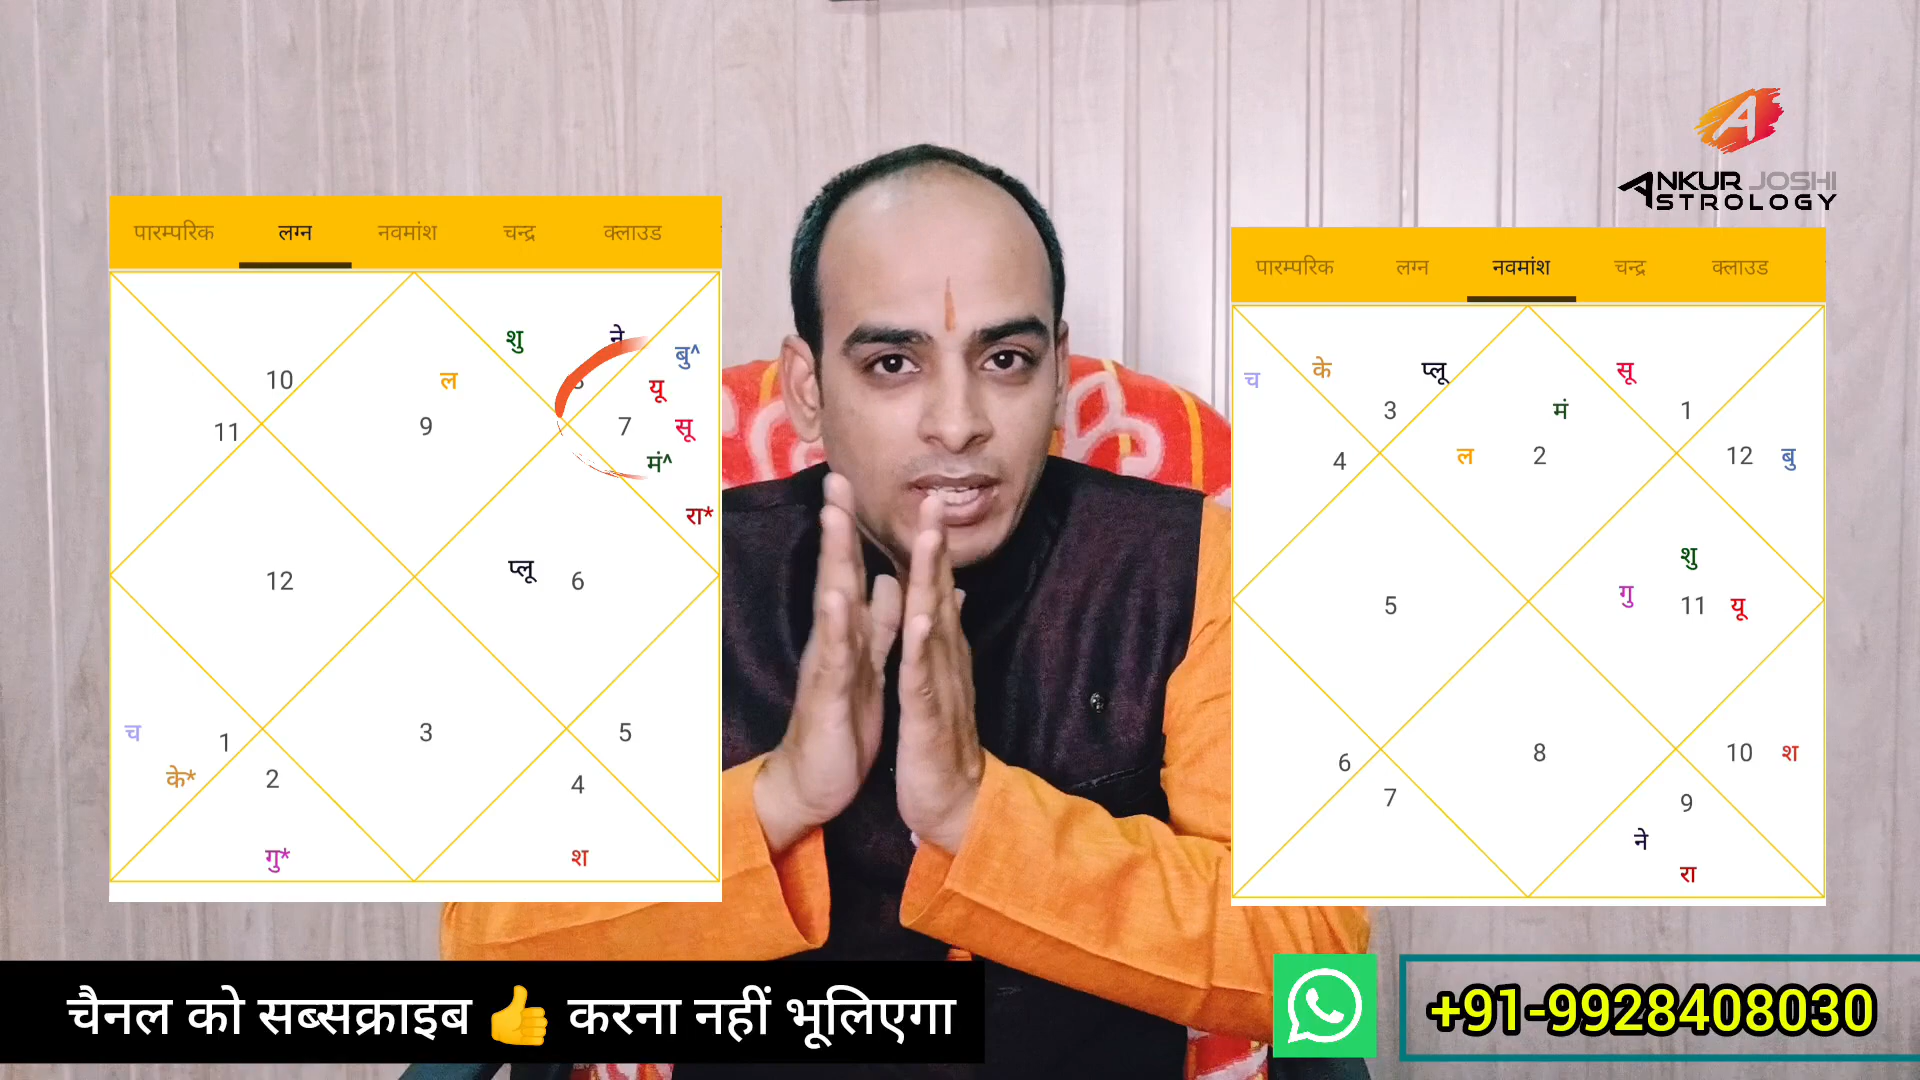 ANKUR JOSHI
ASTROLOGY
पारम्परिक लग्न नवमांश चन्द्र क्लाउड
शु ने
बु^
10 ल यू
11 9 7 सू
मं^
रा*
प्लू
12 6
च 1 3 5
के* 2 4
गु* श
पारम्परिक लग्न नवमांश चन्द्र क्लाउड
च के प्लू सू
3 मं 1
4 ल 2 12 बु
शु
गु
5 11 यू
6 8 10 श
7 9
ने
रा
चैनल को सब्सक्राइब 👍 करना नहीं भूलिएगा
+91-9928408030